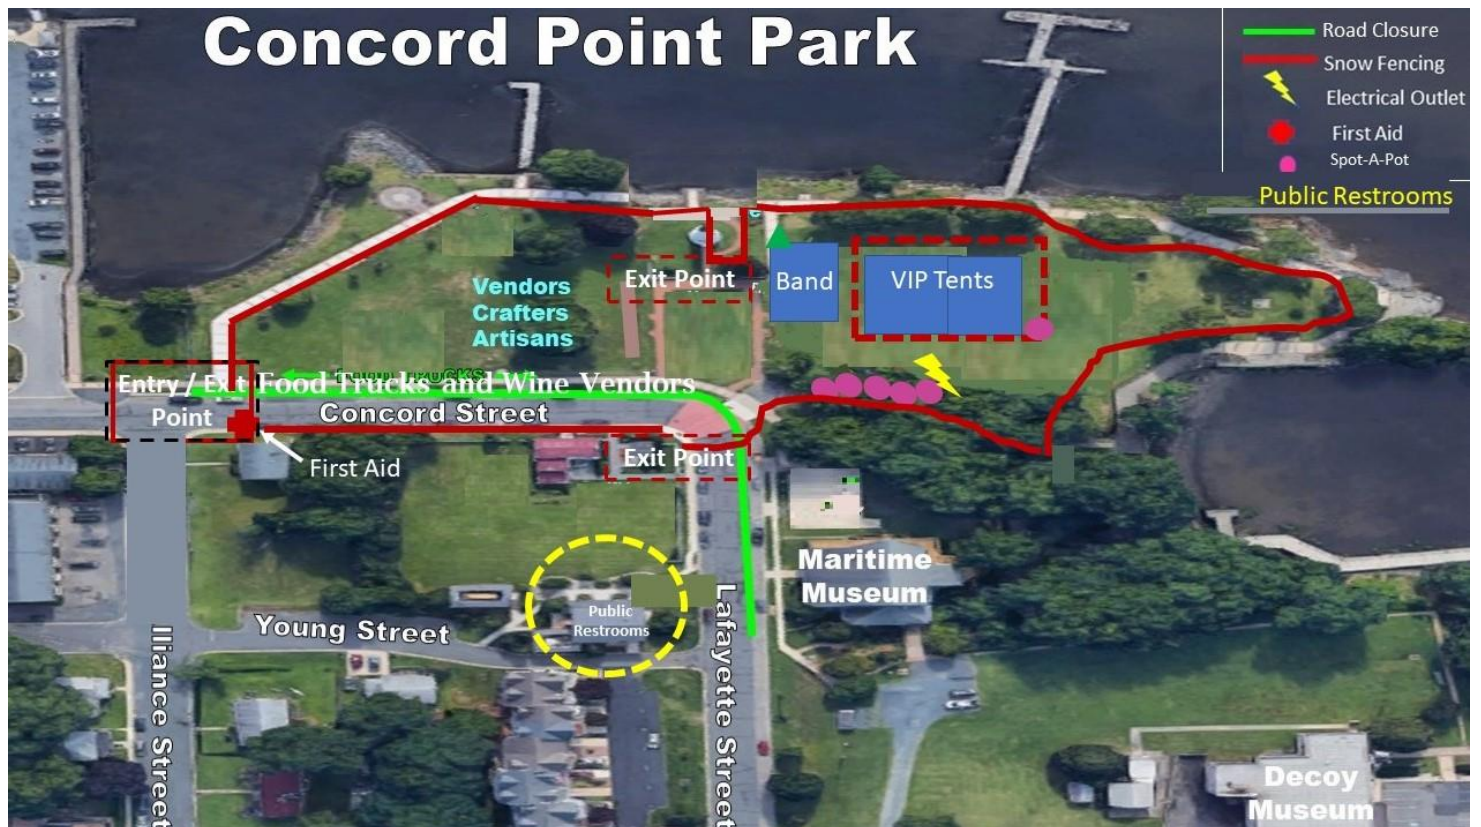 Concord Point Park
Road Closure
Snow Fencing
Electrical Outlet
First Aid
Spot-A-Pot
Public Restrooms
Exit Point
Band
VIP Tents
Vendors
Crafters
Artisans
Entry / Exit
Point
Food Trucks and Wine Vendors
Concord Street
First Aid
Exit Point
Maritime
Museum
Public
Restrooms
Young Street
Lafayette Street
lliance Street
Decoy
Museum